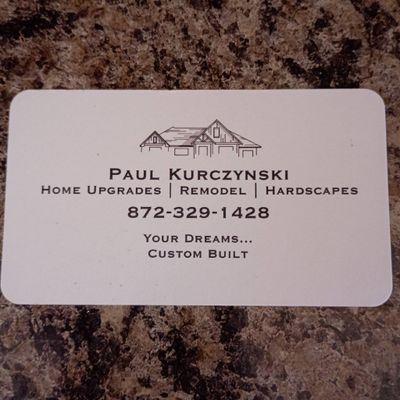 Paul Kurczynski
Home Upgrades | Remodel | Hardscapes
872-329-1428
Your Dreams...
Custom Built